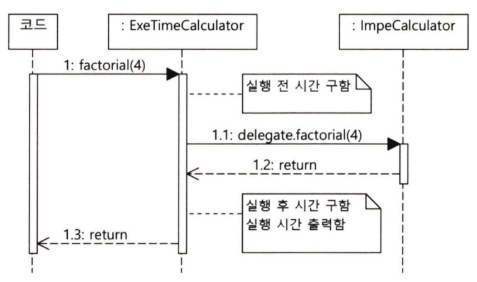 코드
: ExeTimeCalculator
: ImpeCalculator
1: factorial(4)
실행 전 시간 구함
1.1: delegate.factorial(4)
1.2: return
실행 후 시간 구함
실행 시간 출력함
1.3: return